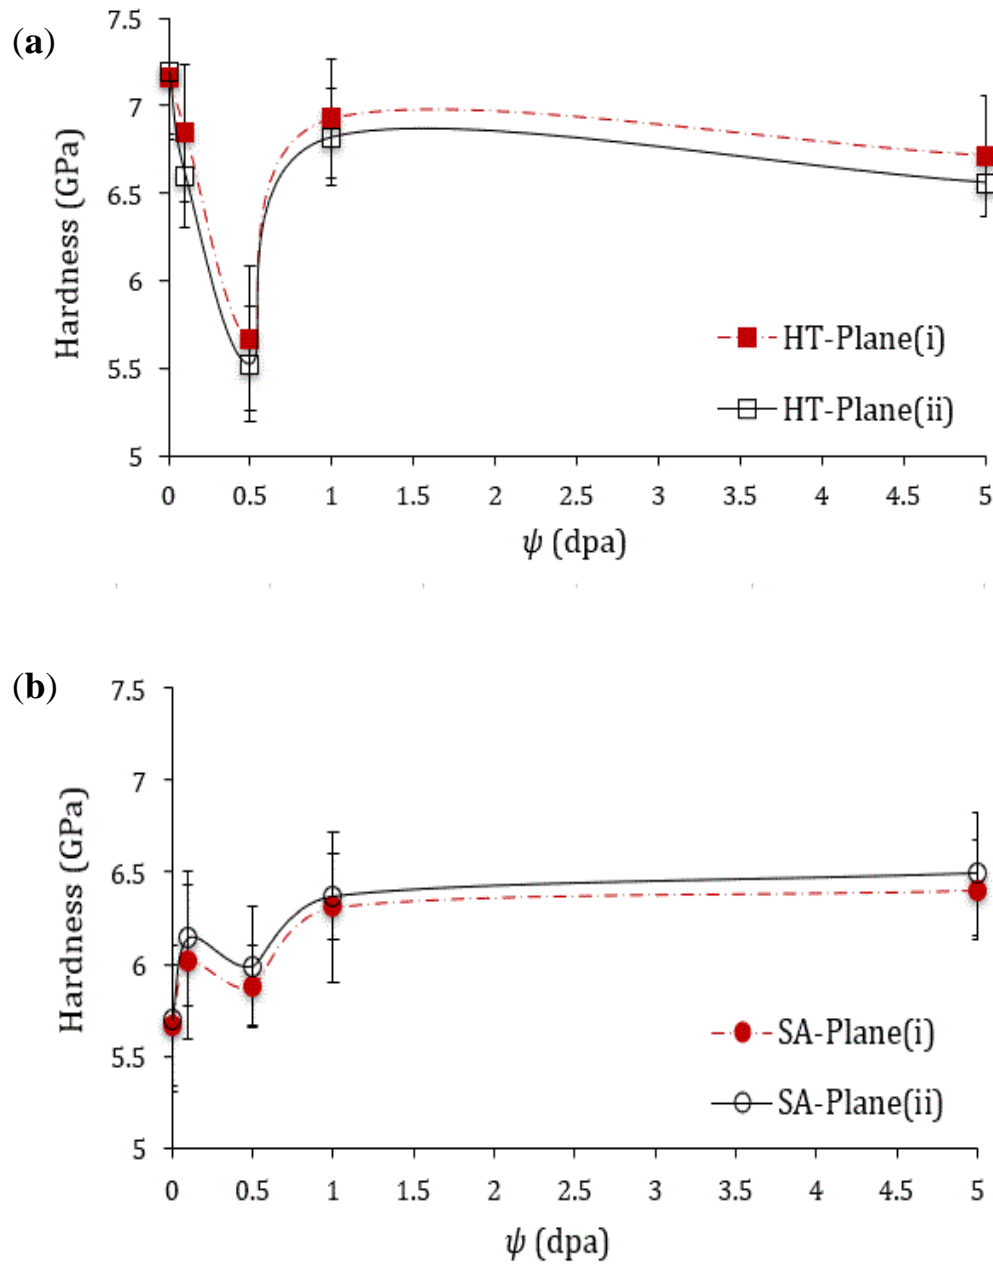 (a)
7.5
7
6.5
6
5.5
5
Hardness (GPa)
HT-Plane(i)
HT-Plane(ii)
0 0.5 1 1.5 2 2.5 3 3.5 4 4.5 5
ψ (dpa)
(b)
7.5
7
6.5
6
5.5
5
Hardness (GPa)
SA-Plane(i)
SA-Plane(ii)
0 0.5 1 1.5 2 2.5 3 3.5 4 4.5 5
ψ (dpa)